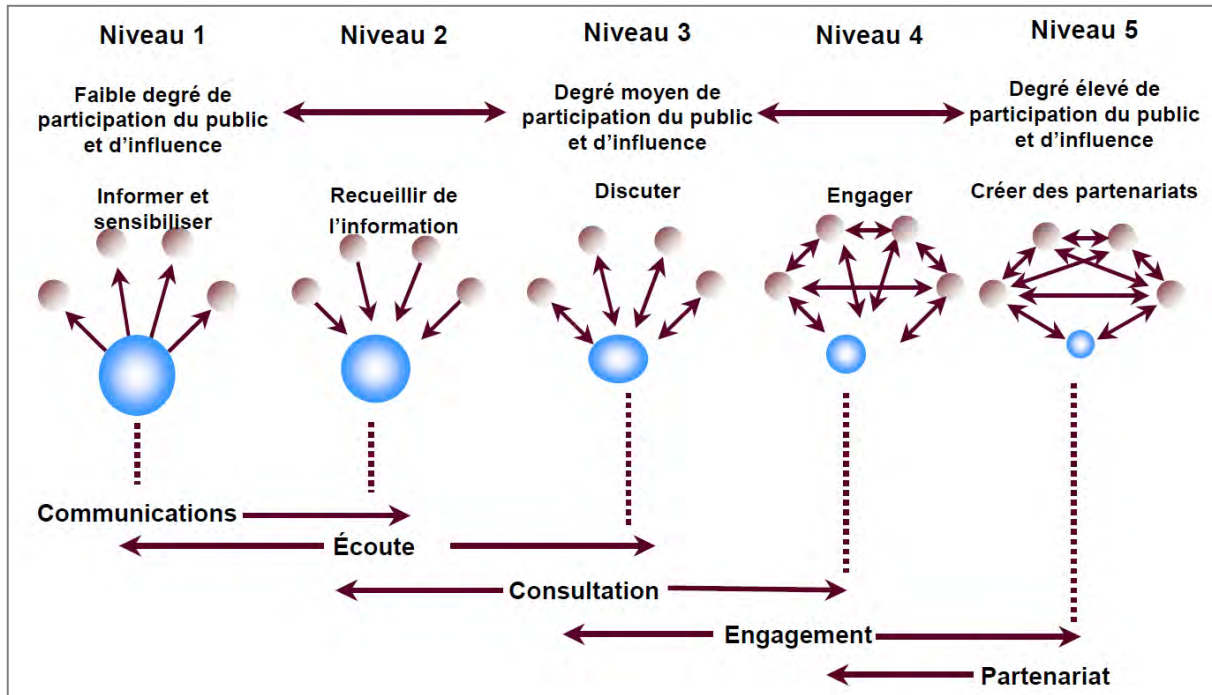 Niveau 1
Niveau 2
Niveau 3
Niveau 4
Niveau 5
Faible degré de
participation du public
et d'influence
Degré moyen de
participation du public
et d'influence
Degré élevé de
participation du public
et d'influence
Informer et
sensibiliser
Recueillir de
l'information
Discuter
Engager
Créer des partenariats
Communications
Écoute
Consultation
Engagement
Partenariat